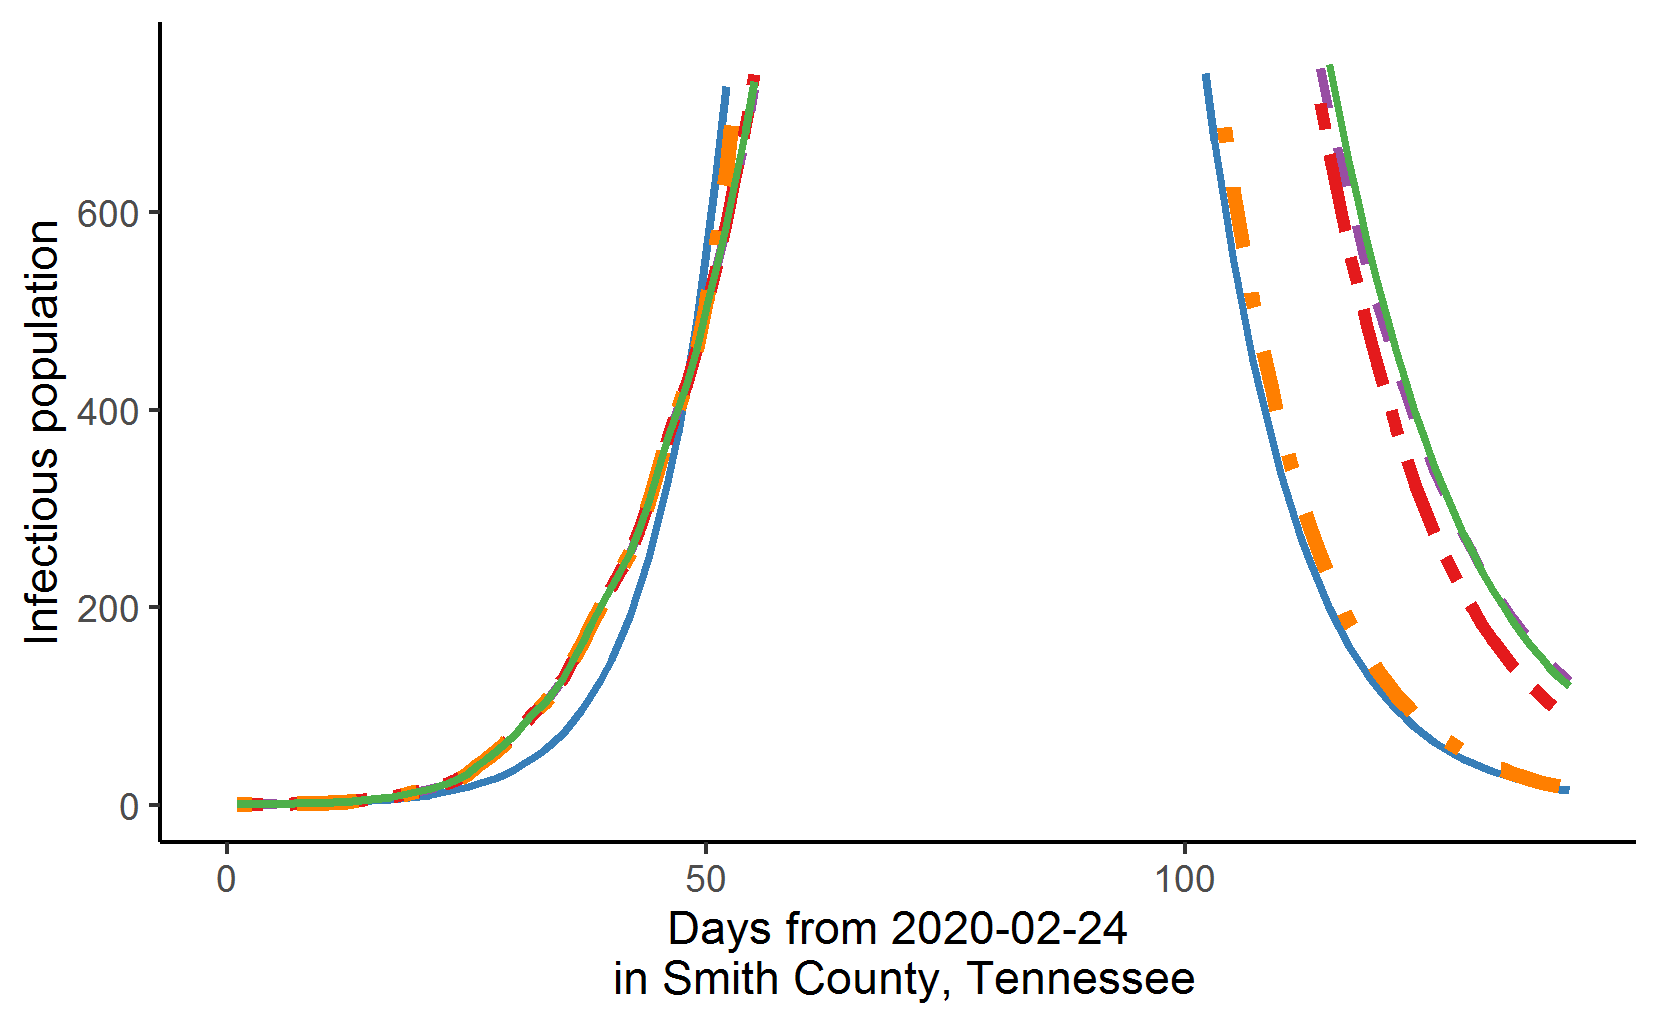 Infectious population
600
400
200
0
0 50 100
Days from 2020-02-24
in Smith County, Tennessee